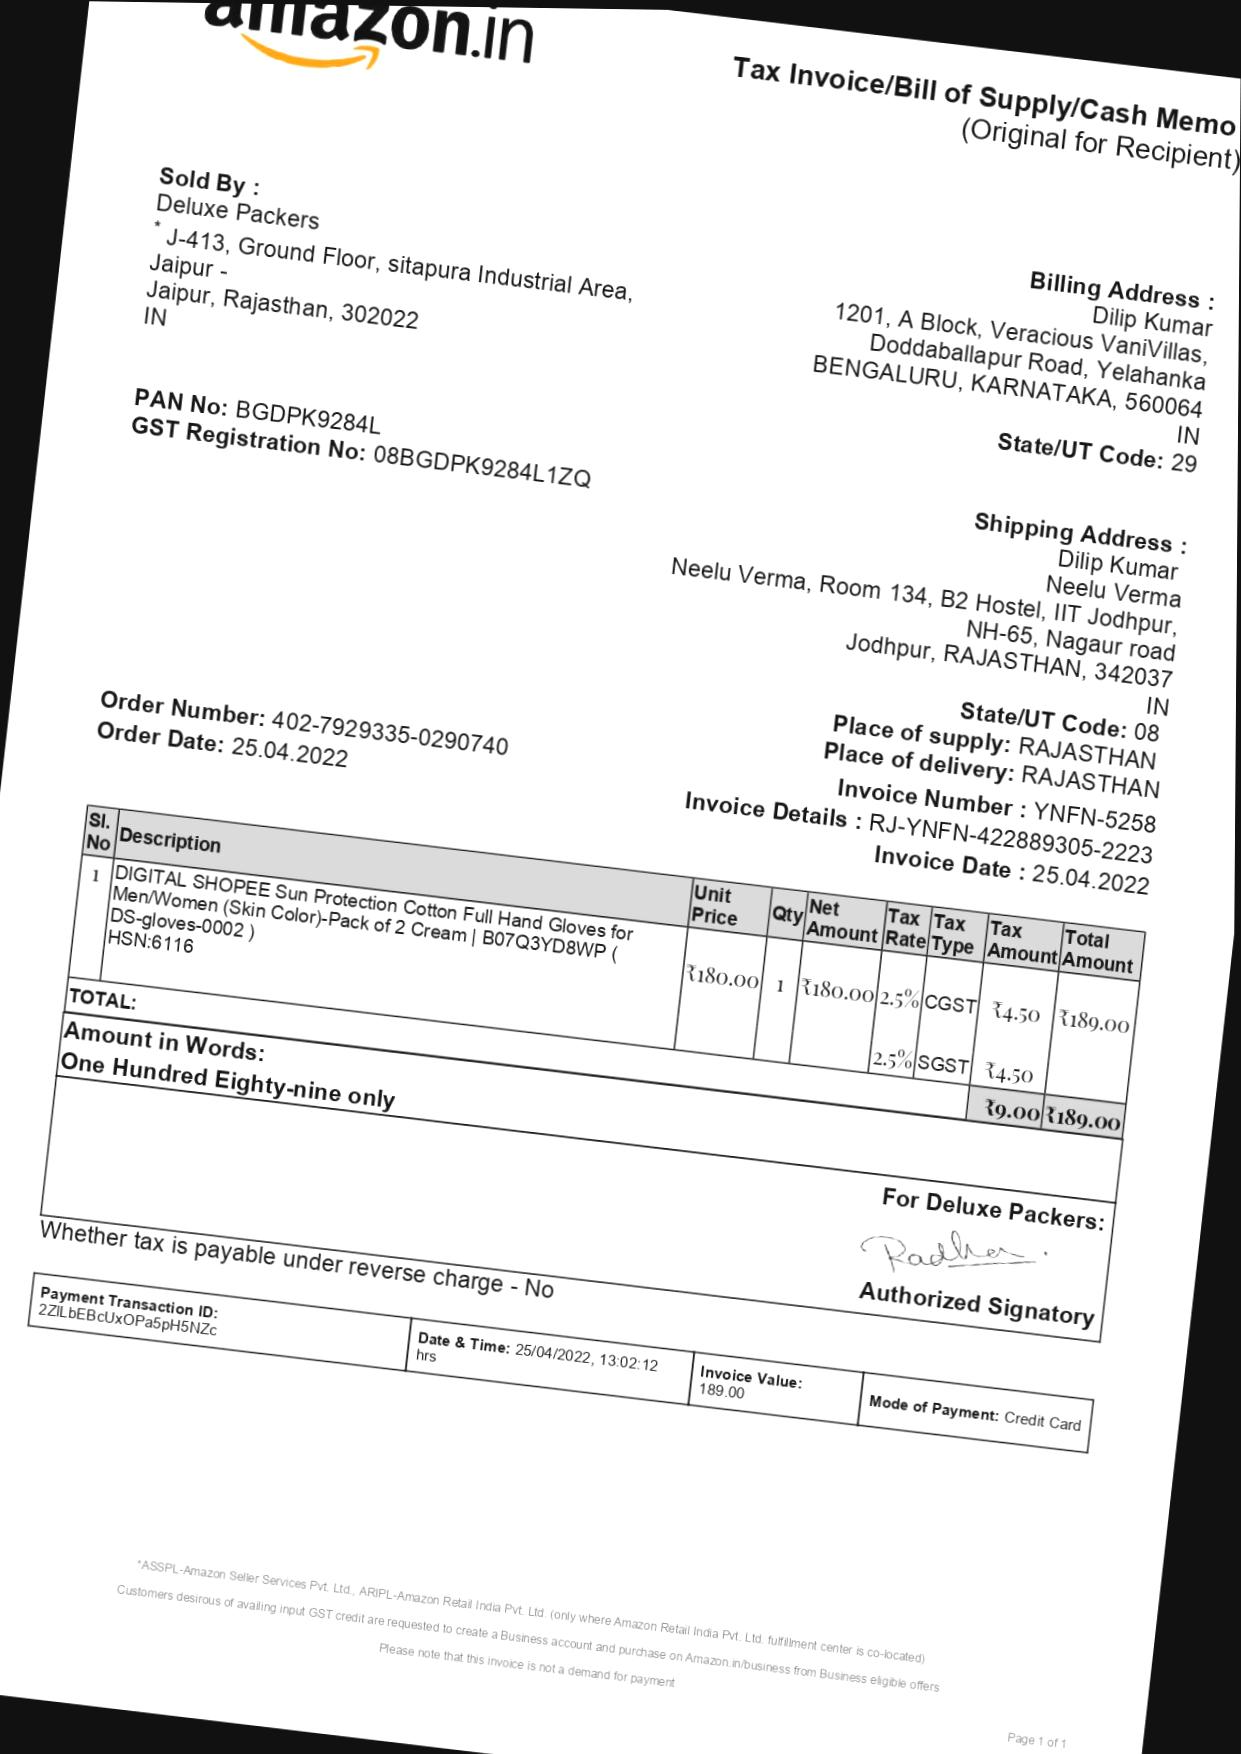 amazon.in
Tax Invoice/Bill of Supply/Cash Memo
(Original for Recipient)
Sold By :
Deluxe Packers
* J-413, Ground Floor, sitapura Industrial Area,
Jaipur -
Jaipur, Rajasthan, 302022
IN
Billing Address :
Dilip Kumar
1201, A Block, Veracious VaniVillas,
Doddaballapur Road, Yelahanka
BENGALURU, KARNATAKA, 560064
IN
State/UT Code: 29
PAN No: BGDPK9284L
GST Registration No: 08BGDPK9284L1ZQ
Shipping Address :
Dilip Kumar
Neelu Verma
Neelu Verma, Room 134, B2 Hostel, IIT Jodhpur,
NH-65, Nagaur road
Jodhpur, RAJASTHAN, 342037
IN
State/UT Code: 08
Place of supply: RAJASTHAN
Place of delivery: RAJASTHAN
Order Number: 402-7929335-0290740
Order Date: 25.04.2022
Invoice Number : YNFN-5258
Invoice Details : RJ-YNFN-422889305-2223
Invoice Date : 25.04.2022
Sl. No Description Unit Price Qty Net Amount Tax Rate Tax Type Tax Amount Total Amount
1 DIGITAL SHOPEE Sun Protection Cotton Full Hand Gloves for
Men/Women (Skin Color)-Pack of 2 Cream | B07Q3YD8WP (
DS-gloves-0002 )
HSN:6116
₹180.00 1 ₹180.00 2.5% CGST ₹4.50 ₹189.00
2.5% SGST ₹4.50
TOTAL: ₹9.00 ₹189.00
Amount in Words:
One Hundred Eighty-nine only
For Deluxe Packers:
Radhe
Authorized Signatory
Whether tax is payable under reverse charge - No
Payment Transaction ID:
2ZlLbEBcUxOPa5pH5NZc
Date & Time: 25/04/2022, 13:02:12
hrs
Invoice Value:
189.00
Mode of Payment: Credit Card
*ASSPL-Amazon Seller Services Pvt. Ltd., ARIPL-Amazon Retail India Pvt. Ltd. (only where Amazon Retail India Pvt. Ltd. fulfillment center is co-located)
Customers desirous of availing input GST credit are requested to create a Business account and purchase on Amazon.in/business from Business eligible offers
Please note that this invoice is not a demand for payment
Page 1 of 1